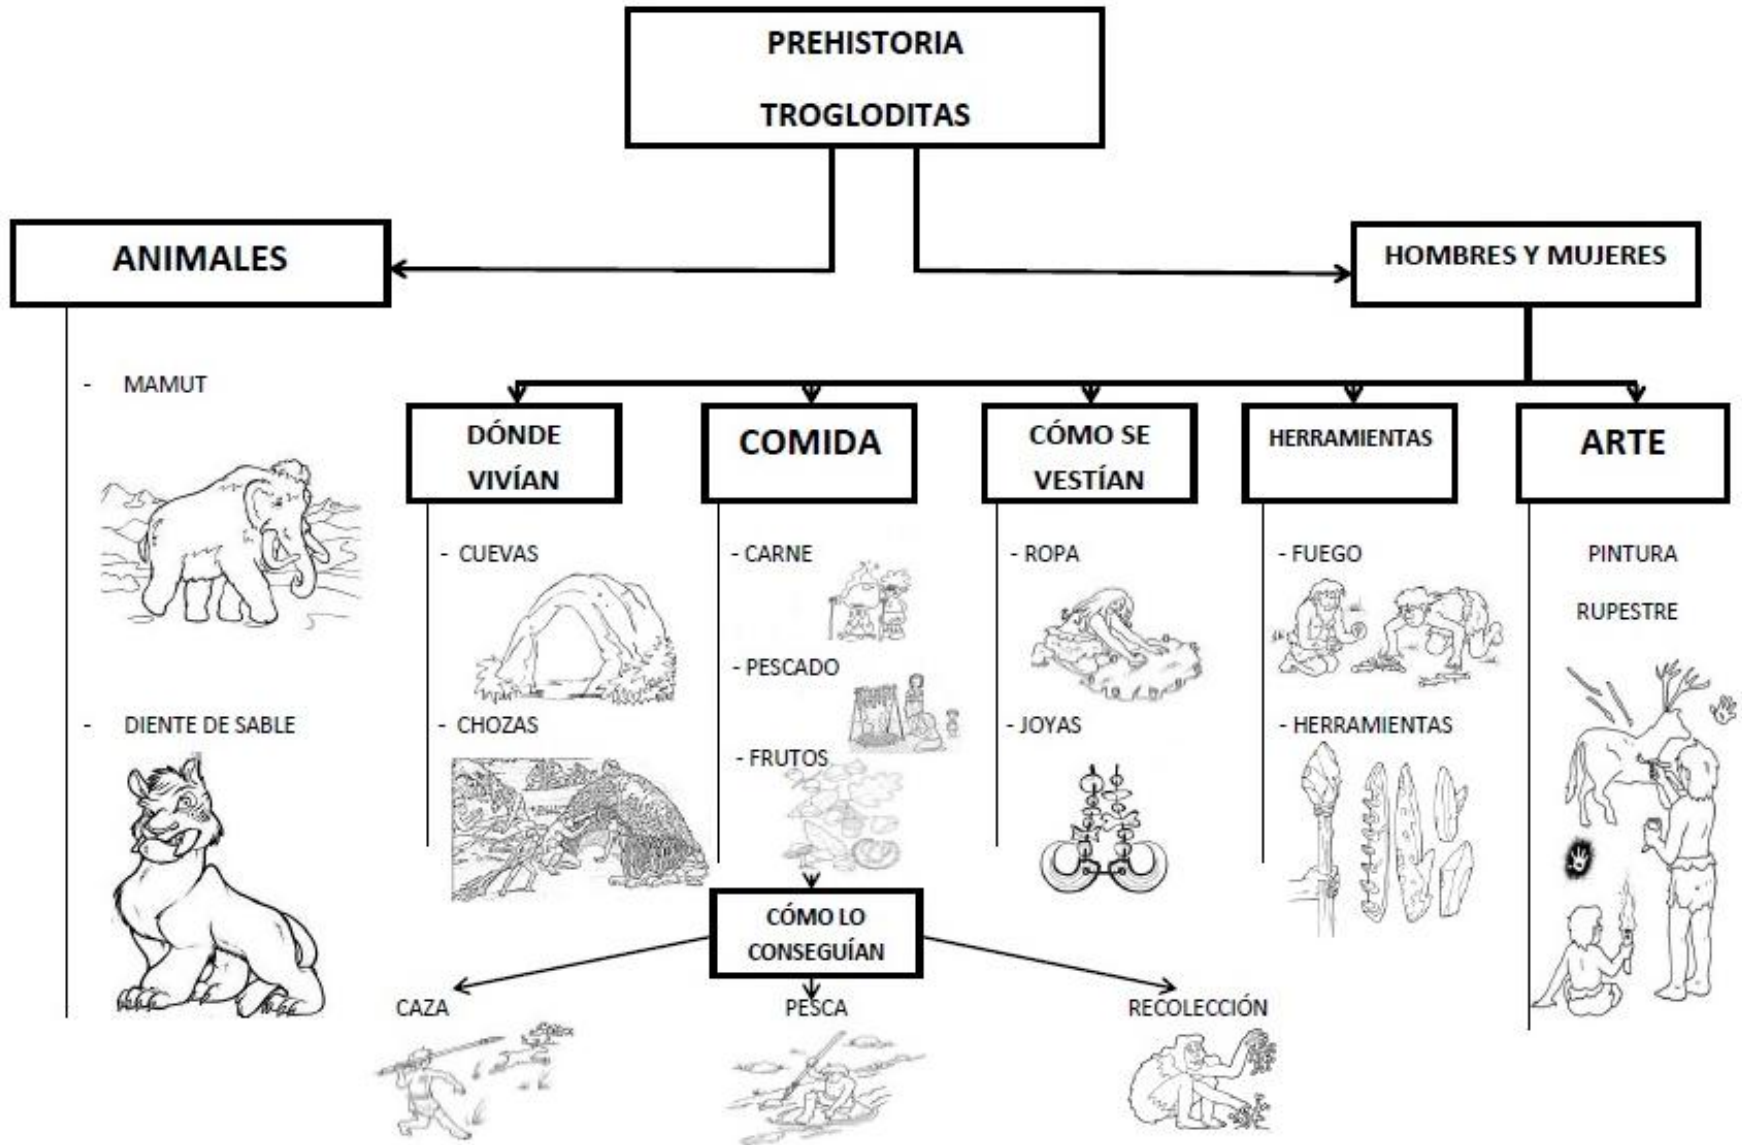 PREHISTORIA
TROGLODITAS
ANIMALES
HOMBRES Y MUJERES
- MAMUT
- DIENTE DE SABLE
DÓNDE
VIVÍAN
- CUEVAS
- CHOZAS
COMIDA
- CARNE
- PESCADO
- FRUTOS
CÓMO LO
CONSEGUÍAN
CAZA
PESCA
RECOLECCIÓN
CÓMO SE
VESTÍAN
- ROPA
- JOYAS
HERRAMIENTAS
- FUEGO
- HERRAMIENTAS
ARTE
PINTURA
RUPESTRE